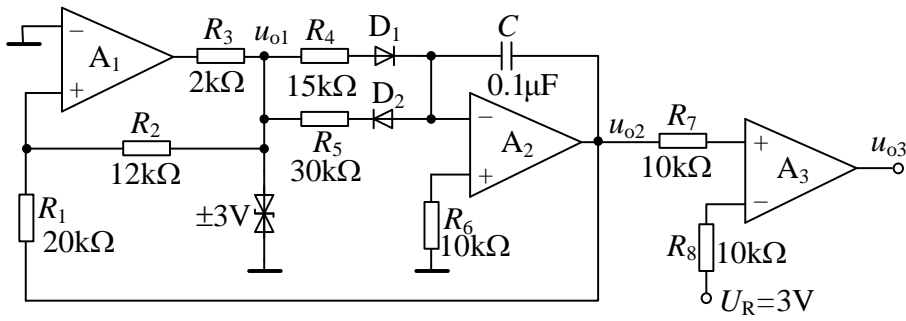 R3 uo1 R4 D1 C
A1
2kΩ 15kΩ 0.1μF
D2
R2 R5 A2 uo2 R7 uo3
12kΩ 30kΩ 10kΩ A3
R1 ±3V R6
20kΩ 10kΩ R8 10kΩ
UR=3V